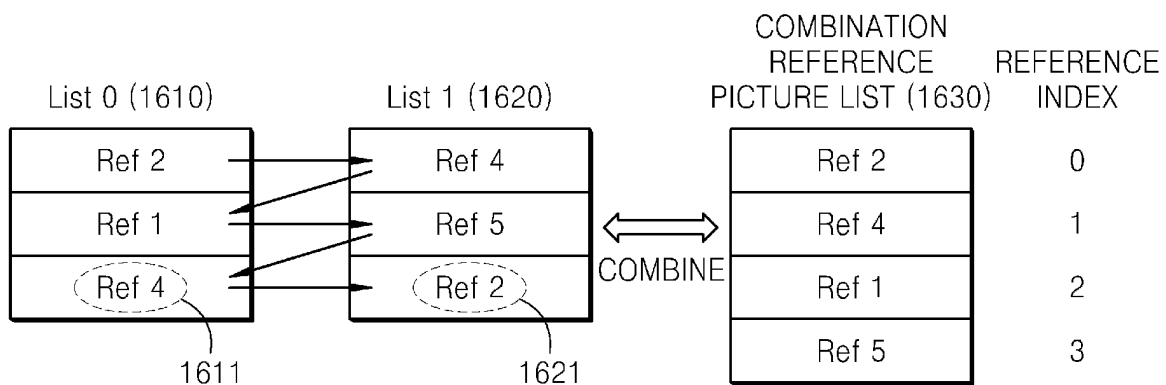 COMBINATION
REFERENCE REFERENCE
List 0 (1610) List 1 (1620) PICTURE LIST (1630) INDEX
Ref 2 Ref 4 Ref 2 0
Ref 1 Ref 5 Ref 4 1
COMBINE
Ref 4 Ref 2 Ref 1 2
Ref 5 3
1611 1621